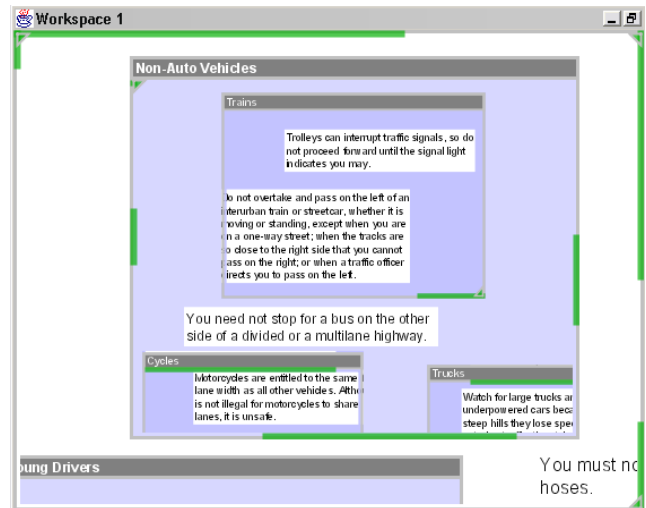 Workspace 1
Non-Auto Vehicles
Trains
Trolleys can interrupt traffic signals, so do
not proceed forward until the signal light
indicates you may.
Do not overtake and pass on the left of an
interurban train or streetcar, whether it is
moving or standing, except when you are
on a one-way street; when the tracks are
so close to the right side that you cannot
pass on the right; or when a traffic officer
directs you to pass on the left.
You need not stop for a bus on the other
side of a divided or a multilane highway.
Cycles
Motorcycles are entitled to the same
lane width as all other vehicles. Altho
is not illegal for motorcycles to share
lanes, it is unsafe.
Trucks
Watch for large trucks an
underpowered cars beca
steep hills they lose spee
oung Drivers
You must no
hoses.